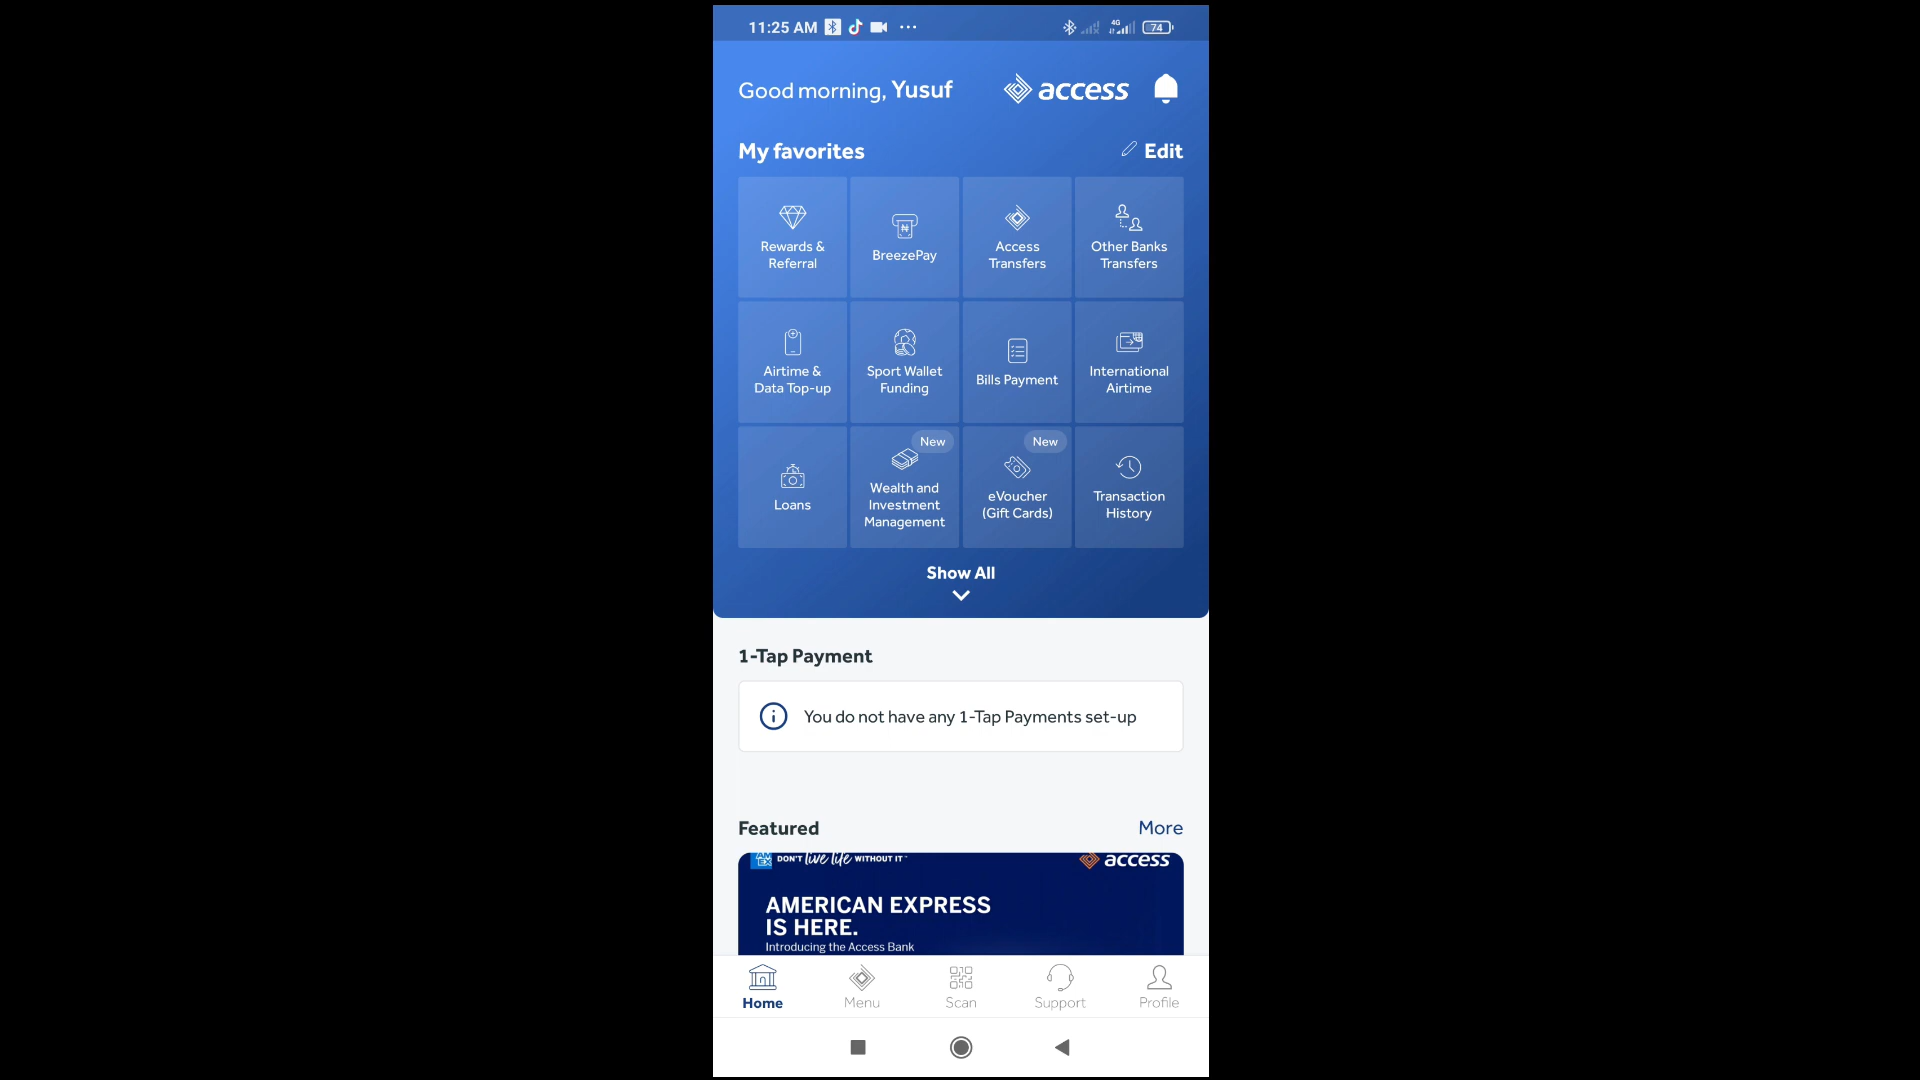 11:25 AM
4G
74
Good morning, Yusuf
access
My favorites
Edit
Rewards &
Referral
BreezePay
Access
Transfers
Other Banks
Transfers
Airtime &
Data Top-up
Sport Wallet
Funding
Bills Payment
International
Airtime
Loans
New
Wealth and
Investment
Management
New
eVoucher
(Gift Cards)
Transaction
History
Show All
1-Tap Payment
You do not have any 1-Tap Payments set-up
Featured
More
AM
EX
DON'T live life WITHOUT IT
access
AMERICAN EXPRESS
IS HERE.
Introducing the Access Bank
Home
Menu
Scan
Support
Profile